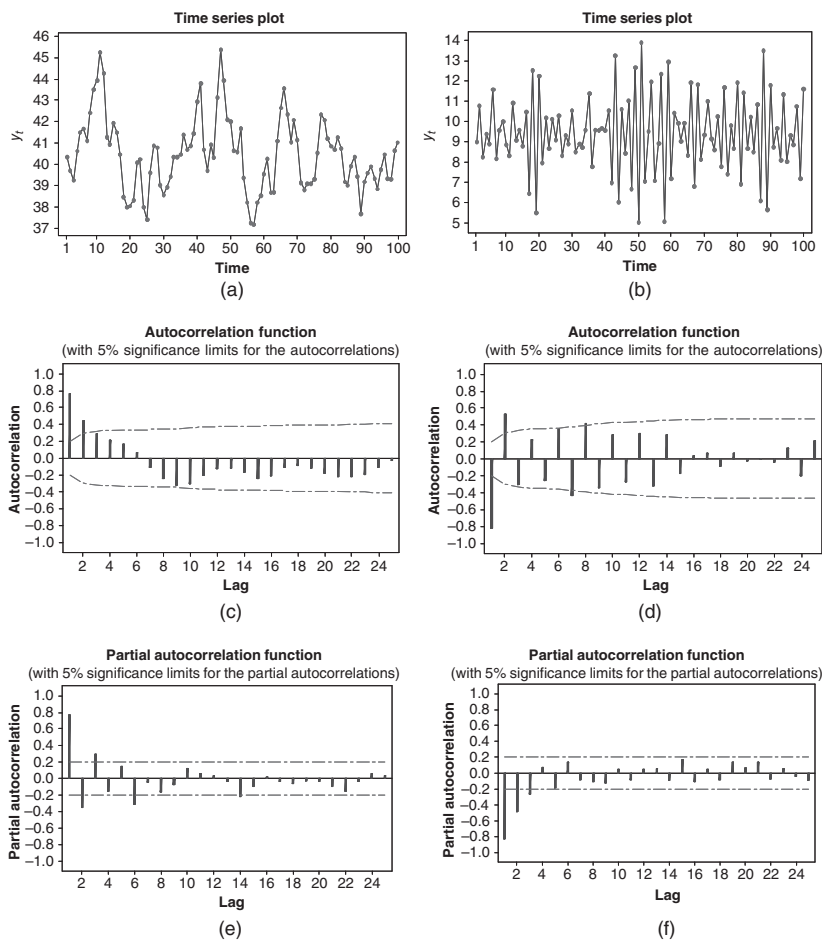 Time series plot
46
45
44
43
42
41
40
39
38
37
y_t
1 10 20 30 40 50 60 70 80 90 100
Time
(a)
Time series plot
14
13
12
11
10
9
8
7
6
5
y_t
1 10 20 30 40 50 60 70 80 90 100
Time
(b)
Autocorrelation function
(with 5% significance limits for the autocorrelations)
1.0
0.8
0.6
0.4
0.2
0.0
−0.2
−0.4
−0.6
−0.8
−1.0
Autocorrelation
2 4 6 8 10 12 14 16 18 20 22 24
Lag
(c)
Autocorrelation function
(with 5% significance limits for the autocorrelations)
1.0
0.8
0.6
0.4
0.2
0.0
−0.2
−0.4
−0.6
−0.8
−1.0
Autocorrelation
2 4 6 8 10 12 14 16 18 20 22 24
Lag
(d)
Partial autocorrelation function
(with 5% significance limits for the partial autocorrelations)
1.0
0.8
0.6
0.4
0.2
0.0
−0.2
−0.4
−0.6
−0.8
−1.0
Partial autocorrelation
2 4 6 8 10 12 14 16 18 20 22 24
Lag
(e)
Partial autocorrelation function
(with 5% significance limits for the partial autocorrelations)
1.0
0.8
0.6
0.4
0.2
0.0
−0.2
−0.4
−0.6
−0.8
−1.0
Partial autocorrelation
2 4 6 8 10 12 14 16 18 20 22 24
Lag
(f)